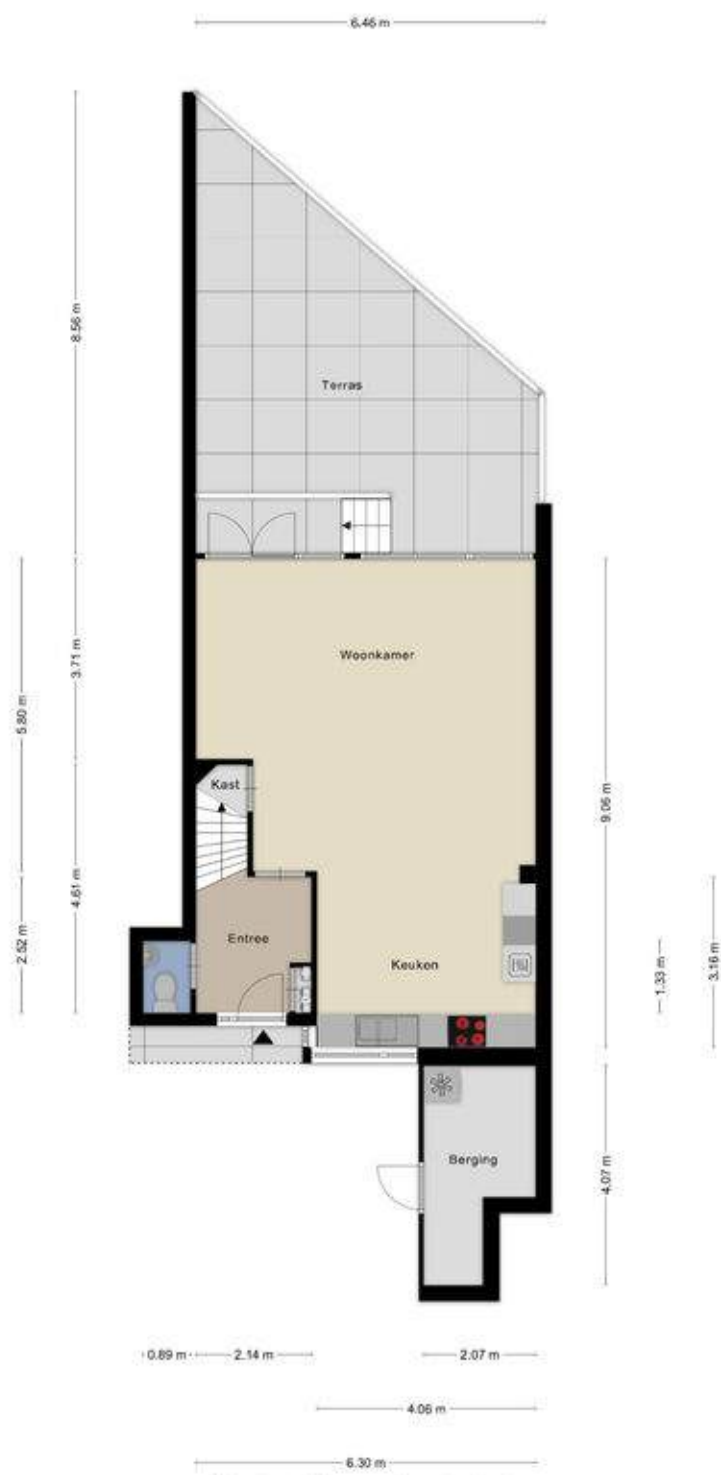 6.46 m
8.56 m
Terras
3.71 m
5.80 m
Woonkamer
Kast
9.06 m
4.61 m
2.52 m
Entree
Keuken
1.33 m
3.16 m
Berging
4.07 m
0.89 m
2.14 m
2.07 m
4.06 m
6.30 m